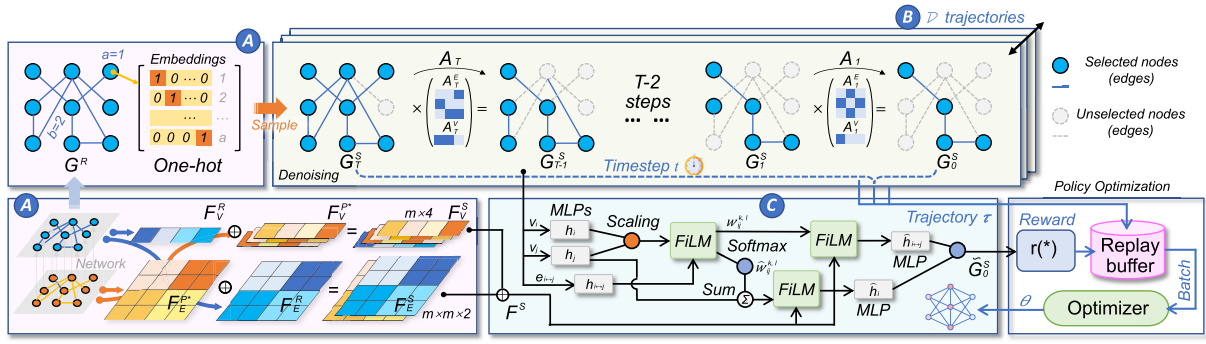 B 𝒟 trajectories
A
a=1
b=2
Embeddings
1 0 ⋯ 0 1
0 1 ⋯ 0 2
⋯ ⋯
0 0 0 1 a
G^R
One-hot
Sample
A_T
A_T^E
A_T^V
× =
G_T^S
G_{T-1}^S
T-2
steps
... ...
A_1
A_1^E
A_1^V
× =
G_1^S
G_0^S
Denoising
Timestep t
Selected nodes
(edges)
Unselected nodes
(edges)
A
Network
F_V^R
⊕
F_V^{P*}
=
m×4
F_V^S
F_E^{P*}
⊕
F_E^R
=
F_E^S
m×m×2
⊕
F^S
C
Trajectory τ
MLPs
v_i
h_i
v_j
h_j
e_{i→j}
h_{i→j}
Scaling
FiLM
w_{ij}^{k,l}
Softmax
ŵ_{ij}^{k,l}
Sum
Σ
FiLM
FiLM
ĥ_{i→j}
MLP
ĥ_i
MLP
G̃_0^S
Policy Optimization
Reward
r(*)
Replay
buffer
Batch
Optimizer
θ